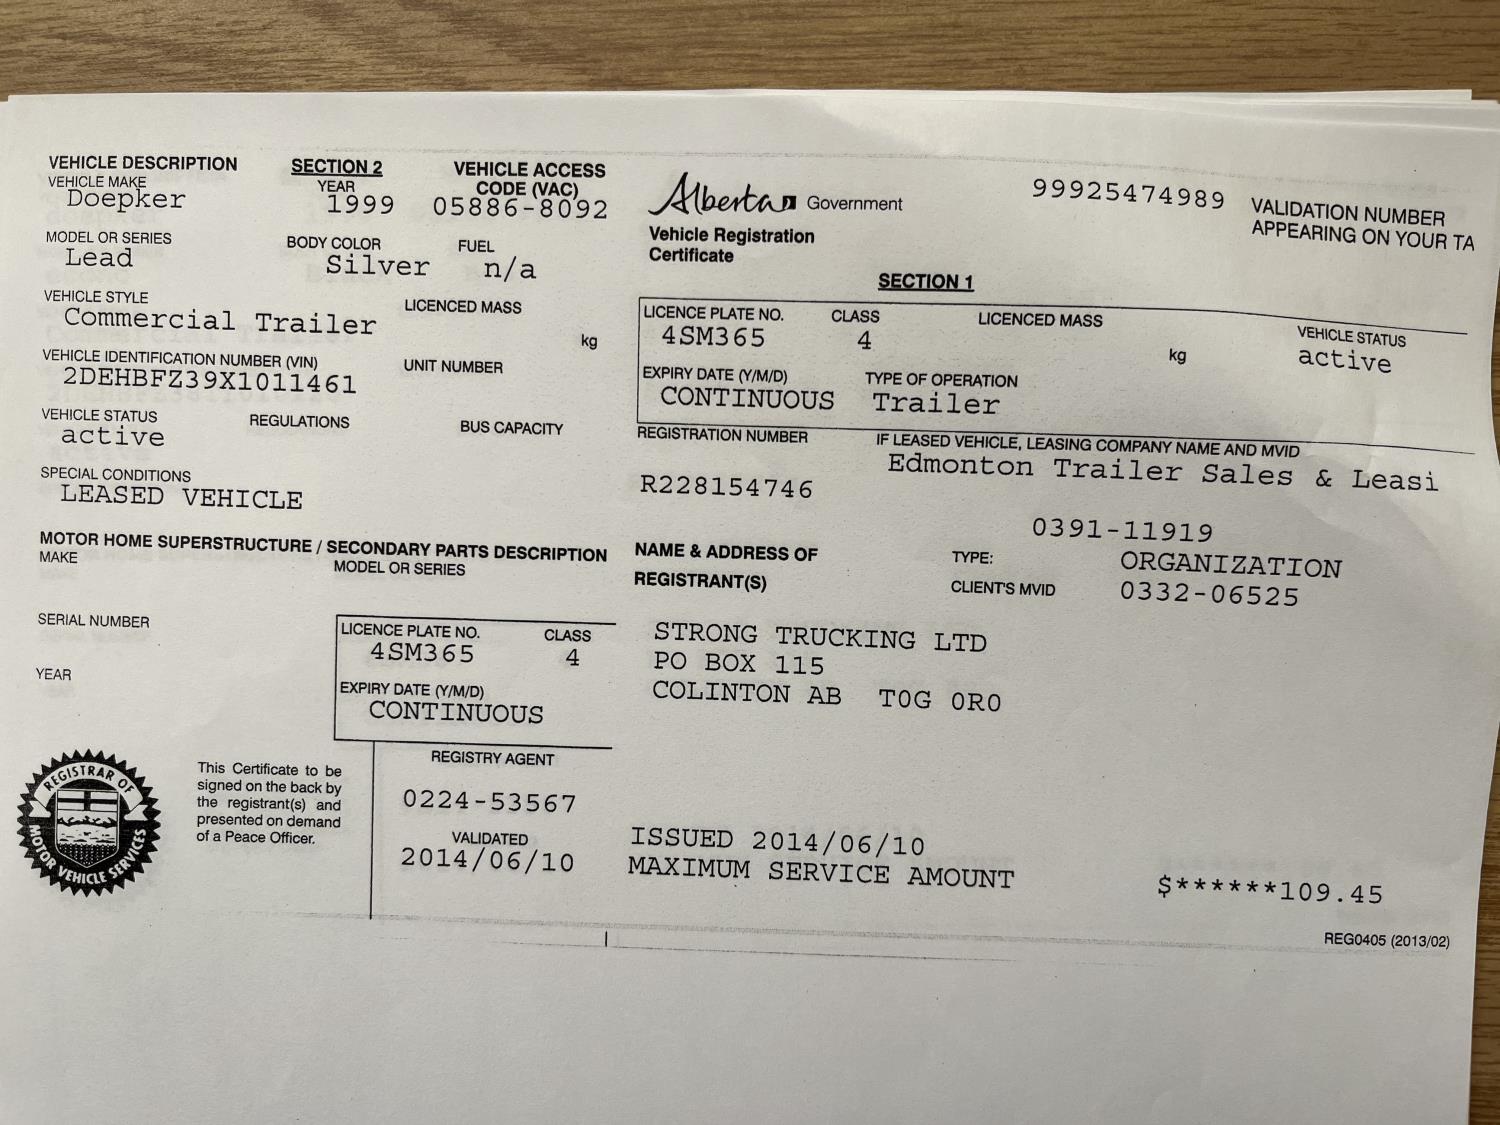 VEHICLE DESCRIPTION SECTION 2 VEHICLE ACCESS
VEHICLE MAKE YEAR CODE (VAC)
Doepker 1999 05886-8092
MODEL OR SERIES BODY COLOR FUEL
Lead Silver n/a
VEHICLE STYLE LICENCED MASS
Commercial Trailer kg
VEHICLE IDENTIFICATION NUMBER (VIN) UNIT NUMBER
2DEHBFZ39X1011461
VEHICLE STATUS REGULATIONS BUS CAPACITY
active
SPECIAL CONDITIONS
LEASED VEHICLE
MOTOR HOME SUPERSTRUCTURE / SECONDARY PARTS DESCRIPTION
MAKE MODEL OR SERIES
SERIAL NUMBER
YEAR
LICENCE PLATE NO. CLASS
4SM365 4
EXPIRY DATE (Y/M/D)
CONTINUOUS
REGISTRAR OF
MOTOR VEHICLE SERVICES
This Certificate to be
signed on the back by
the registrant(s) and
presented on demand
of a Peace Officer.
REGISTRY AGENT
0224-53567
VALIDATED
2014/06/10
Alberta Government
Vehicle Registration
Certificate
99925474989
VALIDATION NUMBER
APPEARING ON YOUR TA
SECTION 1
LICENCE PLATE NO. CLASS LICENCED MASS VEHICLE STATUS
4SM365 4 kg active
EXPIRY DATE (Y/M/D) TYPE OF OPERATION
CONTINUOUS Trailer
REGISTRATION NUMBER IF LEASED VEHICLE, LEASING COMPANY NAME AND MVID
R228154746 Edmonton Trailer Sales & Leasi
0391-11919
NAME & ADDRESS OF TYPE: ORGANIZATION
REGISTRANT(S) CLIENT'S MVID 0332-06525
STRONG TRUCKING LTD
PO BOX 115
COLINTON AB T0G 0R0
ISSUED 2014/06/10
MAXIMUM SERVICE AMOUNT $******109.45
REG0405 (2013/02)